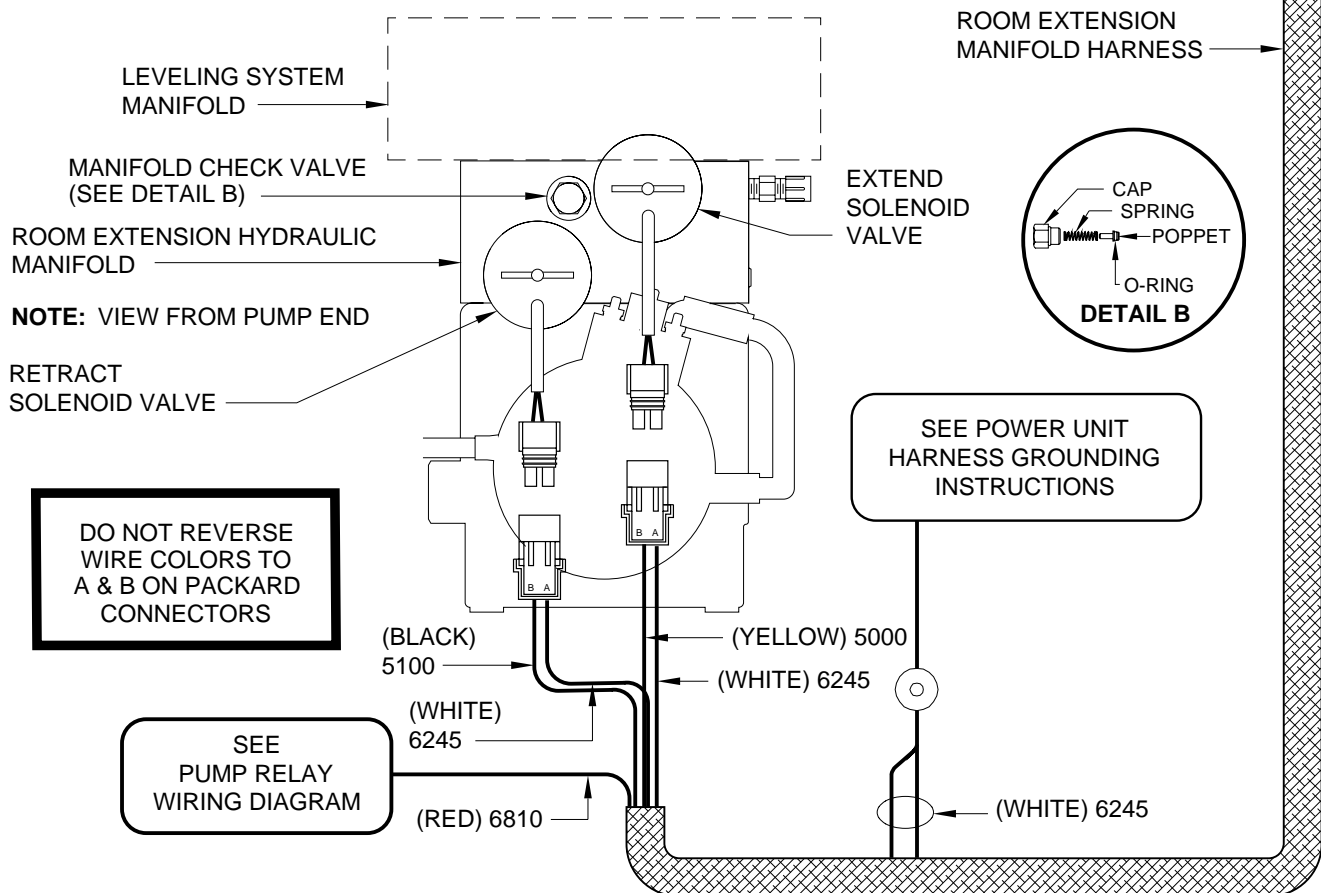 ROOM EXTENSION
MANIFOLD HARNESS
LEVELING SYSTEM
MANIFOLD
MANIFOLD CHECK VALVE
(SEE DETAIL B)
EXTEND
SOLENOID
VALVE
CAP
SPRING
POPPET
O-RING
DETAIL B
ROOM EXTENSION HYDRAULIC
MANIFOLD
NOTE: VIEW FROM PUMP END
RETRACT
SOLENOID VALVE
SEE POWER UNIT
HARNESS GROUNDING
INSTRUCTIONS
DO NOT REVERSE
WIRE COLORS TO
A & B ON PACKARD
CONNECTORS
B A
B A
(BLACK)
5100
(YELLOW) 5000
(WHITE) 6245
(WHITE)
6245
SEE
PUMP RELAY
WIRING DIAGRAM
(RED) 6810
(WHITE) 6245